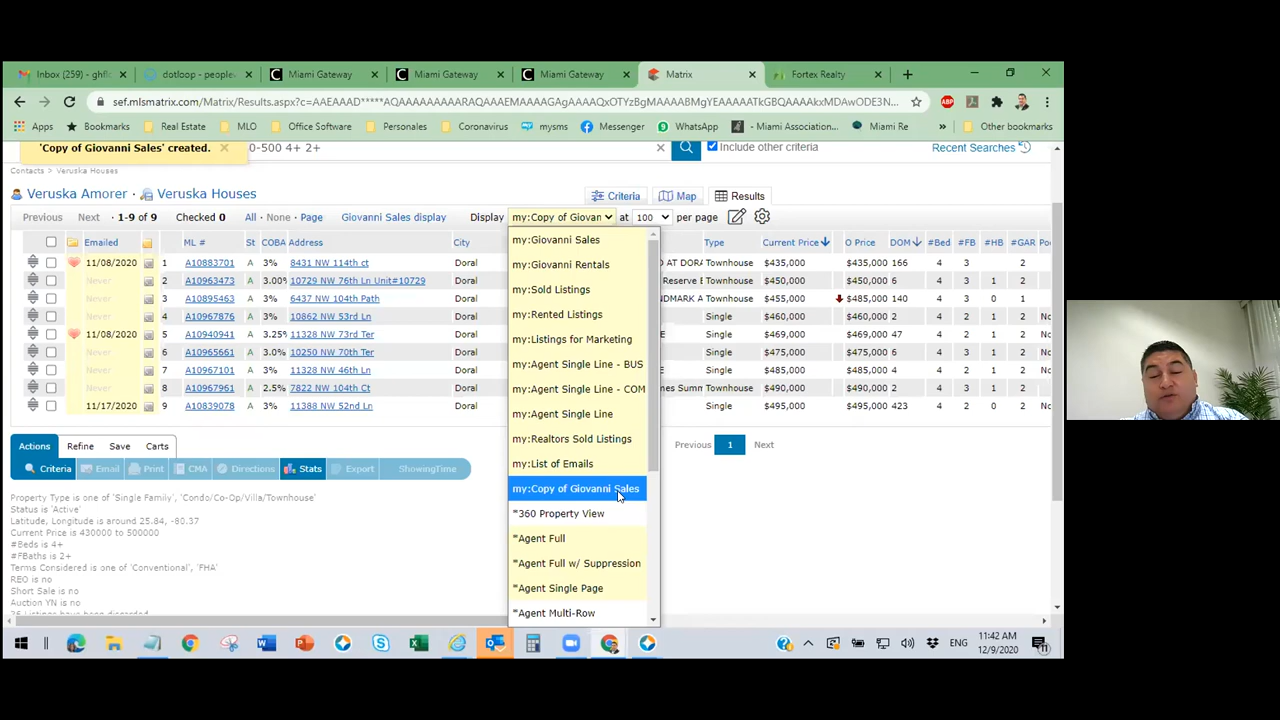 Inbox (259) - ghfl
dotloop - people
Miami Gateway
Miami Gateway
Miami Gateway
Matrix
Fortex Realty
sef.mlsmatrix.com/Matrix/Results.aspx?c=AAEAAAD*****AQAAAAAAAAARAQAAAEMAAAAGAgAAAAQxOTYzBgMAAAABMgYEAAAAATkGBQAAAAkxMDAwODE3N...
Apps
Bookmarks
Real Estate
MLO
Office Software
Personales
Coronavirus
mysms
Messenger
WhatsApp
- Miami Association...
Miami Re
»
Other bookmarks
'Copy of Giovanni Sales' created.
0-500 4+ 2+
Include other criteria
Recent Searches
Contacts > Veruska Houses
Veruska Amorer · Veruska Houses
Criteria
Map
Results
Previous Next · 1-9 of 9 Checked 0 All · None · Page Giovanni Sales display Display my:Copy of Giovan at 100 per page
Emailed ML # St COBA Address City Type Current Price O Price DOM #Bed #FB #HB #GAR
11/08/2020 1 A10883701 A 3% 8431 NW 114th ct Doral AT DORA Townhouse $435,000 $435,000 166 4 3 2
Never 2 A10963473 A 3.00% 10729 NW 76th Ln Unit#10729 Doral Reserve E Townhouse $450,000 $450,000 6 4 3 1 2
Never 3 A10895463 A 3% 6437 NW 104th Path Doral NDMARK A Townhouse $455,000 $485,000 140 4 3 0 1
Never 4 A10967876 A 3% 10862 NW 53rd Ln Doral Single $460,000 $460,000 2 4 3 1 2
11/08/2020 5 A10940941 A 3.25% 11328 NW 73rd Ter Doral E Single $469,000 $469,000 47 4 3 1 2
Never 6 A10965661 A 3.0% 10250 NW 70th Ter Doral Single $475,000 $475,000 6 4 3 1 2
Never 7 A10967101 A 3% 11328 NW 46th Ln Doral Single $485,000 $485,000 4 4 3 1 2
Never 8 A10967961 A 2.5% 7822 NW 104th Ct Doral mes Summ Townhouse $490,000 $490,000 2 4 3 1 2
11/17/2020 9 A10839078 A 3% 11388 NW 52nd Ln Doral Single $495,000 $495,000 423 4 2 0 2
my:Giovanni Sales
my:Giovanni Rentals
my:Sold Listings
my:Rented Listings
my:Listings for Marketing
my:Agent Single Line - BUS
my:Agent Single Line - COM
my:Agent Single Line
my:Realtors Sold Listings
my:List of Emails
my:Copy of Giovanni Sales
*360 Property View
*Agent Full
*Agent Full w/ Suppression
*Agent Single Page
*Agent Multi-Row
Previous 1 Next
Actions Refine Save Carts
Criteria Email Print CMA Directions Stats Export ShowingTime
Property Type is one of 'Single Family', 'Condo/Co-Op/Villa/Townhouse'
Status is 'Active'
Latitude, Longitude is around 25.84, -80.37
Current Price is 430000 to 500000
#Beds is 4+
#FBaths is 2+
Terms Considered is one of 'Conventional', 'FHA'
REO is no
Short Sale is no
Auction YN is no
ENG
11:42 AM
12/9/2020